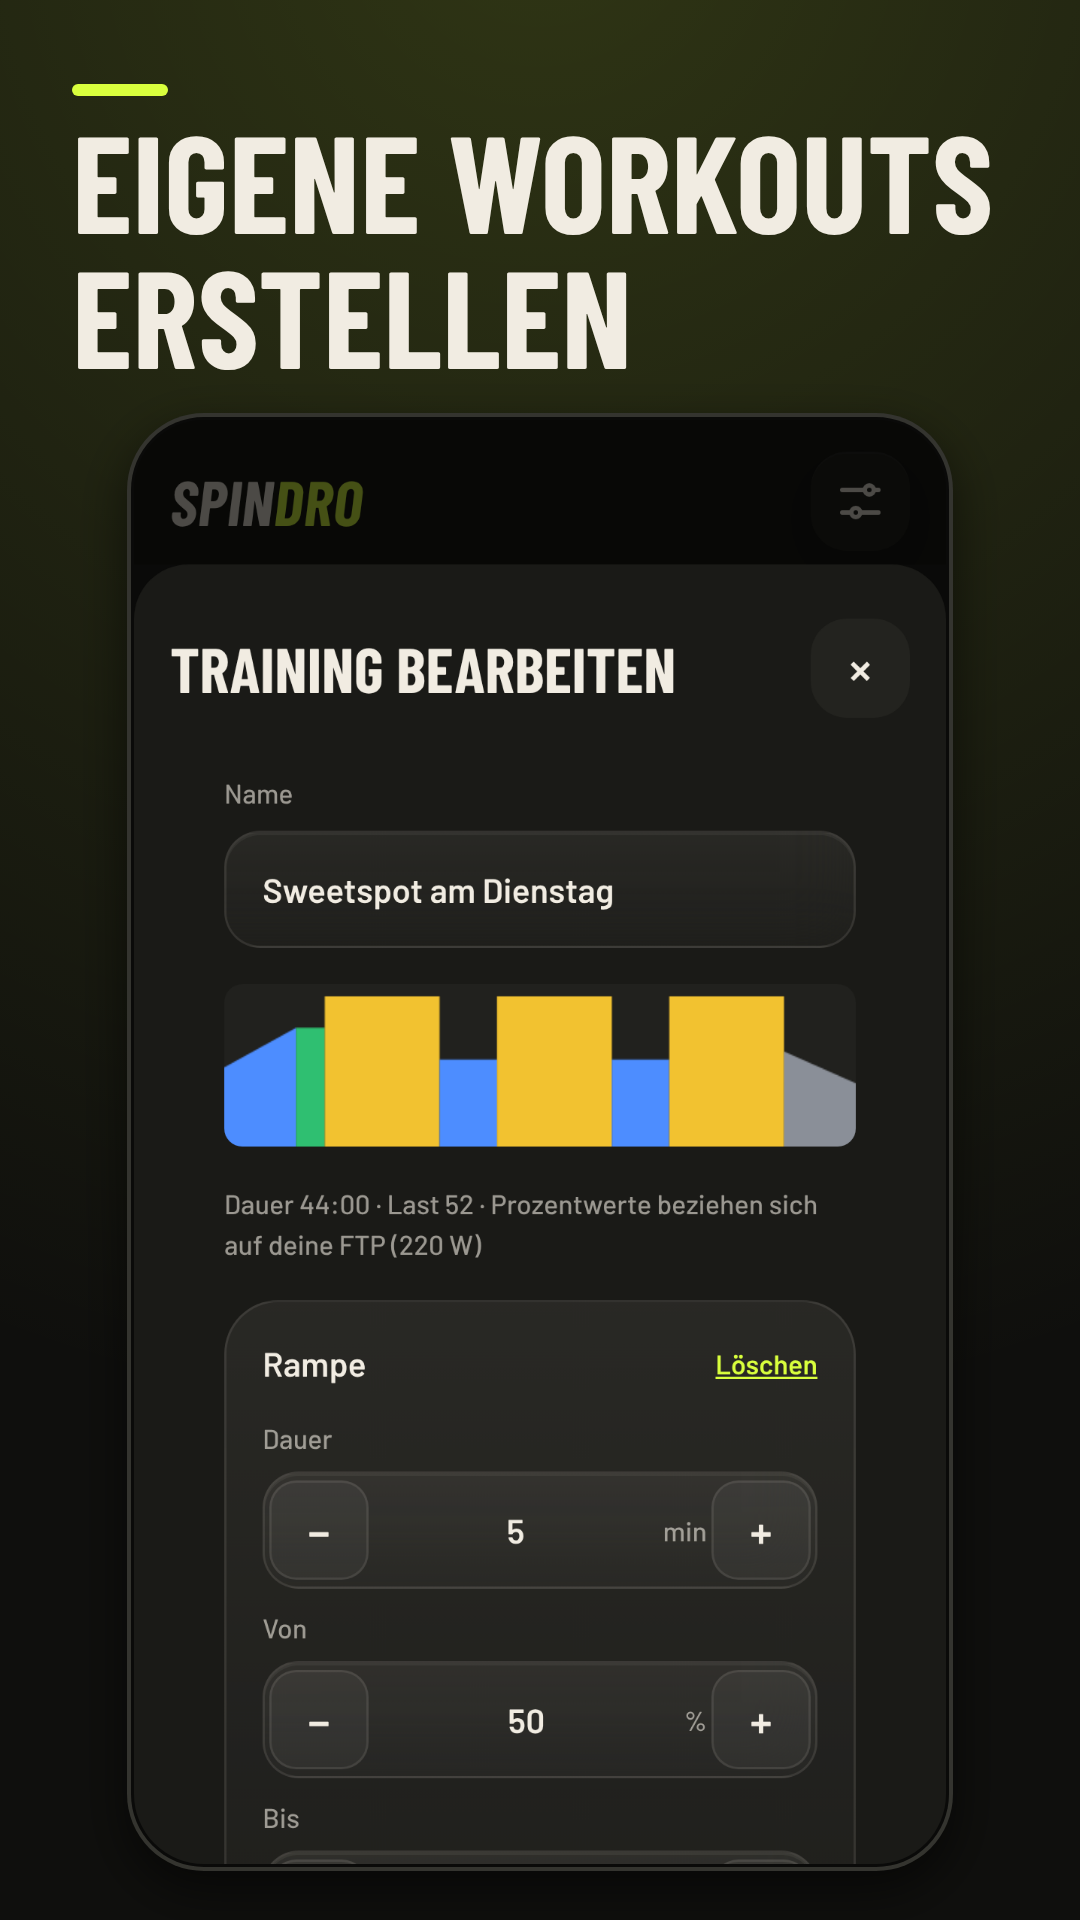 EIGENE WORKOUTS
ERSTELLEN
SPINDRO
TRAINING BEARBEITEN
×
Name
Sweetspot am Dienstag
Dauer 44:00 · Last 52 · Prozentwerte beziehen sich
auf deine FTP (220 W)
Rampe Löschen
Dauer
− 5 min +
Von
− 50 % +
Bis